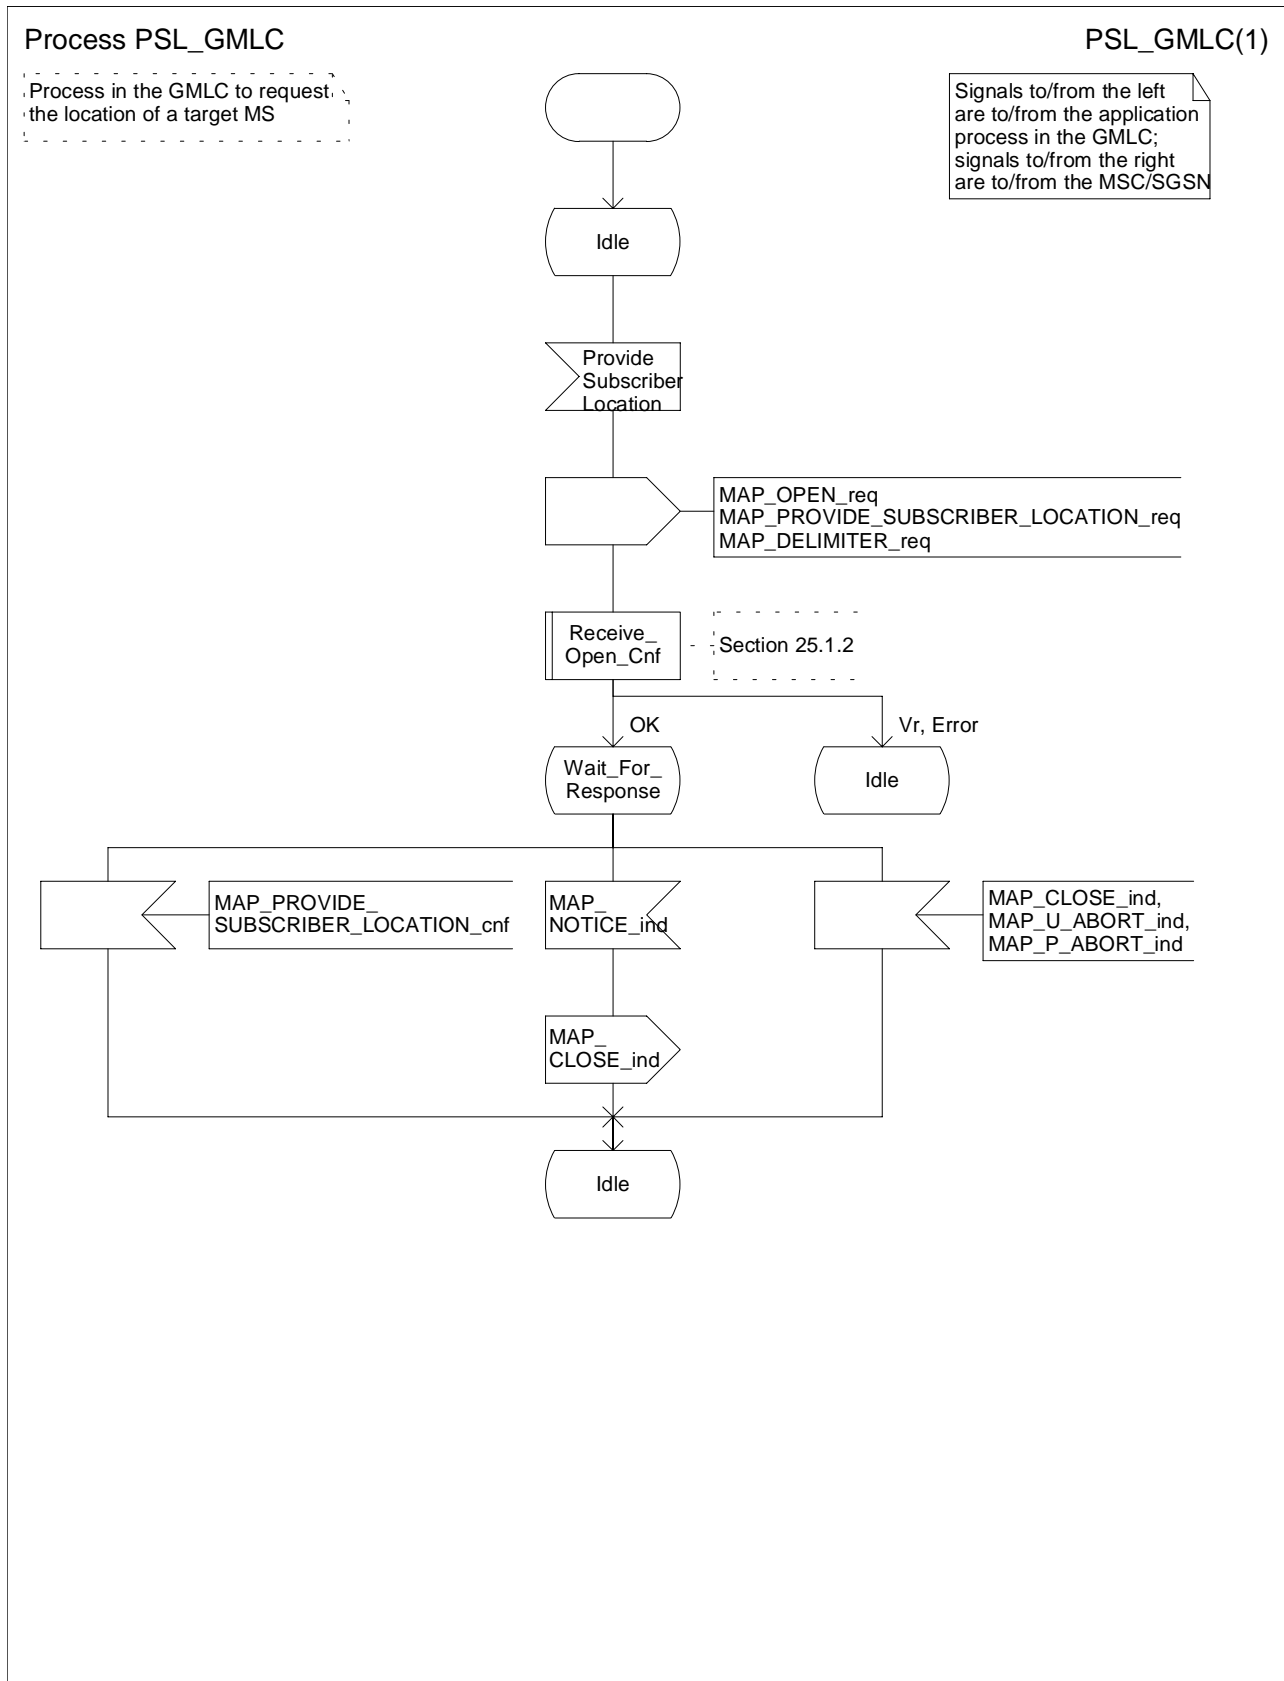 Process PSL_GMLC
PSL_GMLC(1)
Process in the GMLC to request
the location of a target MS
Signals to/from the left
are to/from the application
process in the GMLC;
signals to/from the right
are to/from the MSC/SGSN
Idle
Provide
Subscriber
Location
MAP_OPEN_req
MAP_PROVIDE_SUBSCRIBER_LOCATION_req
MAP_DELIMITER_req
Receive_
Open_Cnf
Section 25.1.2
OK
Vr, Error
Wait_For_
Response
Idle
MAP_PROVIDE_
SUBSCRIBER_LOCATION_cnf
MAP_
NOTICE_ind
MAP_CLOSE_ind,
MAP_U_ABORT_ind,
MAP_P_ABORT_ind
MAP_
CLOSE_ind
Idle